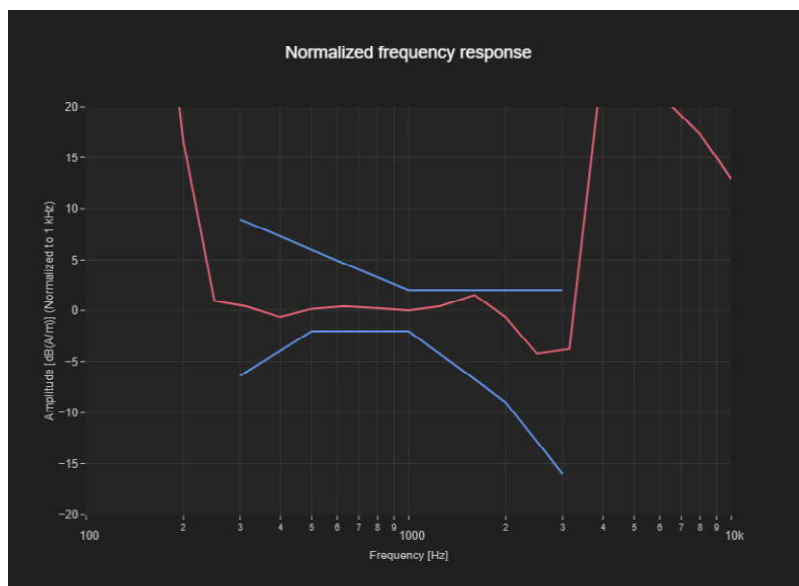 Normalized frequency response
Amplitude [dB(A/m)] (Normalized to 1 kHz)
20
15
10
5
0
−5
−10
−15
−20
100 2 3 4 5 6 7 8 9 1000 2 3 4 5 6 7 8 9 10k
Frequency [Hz]